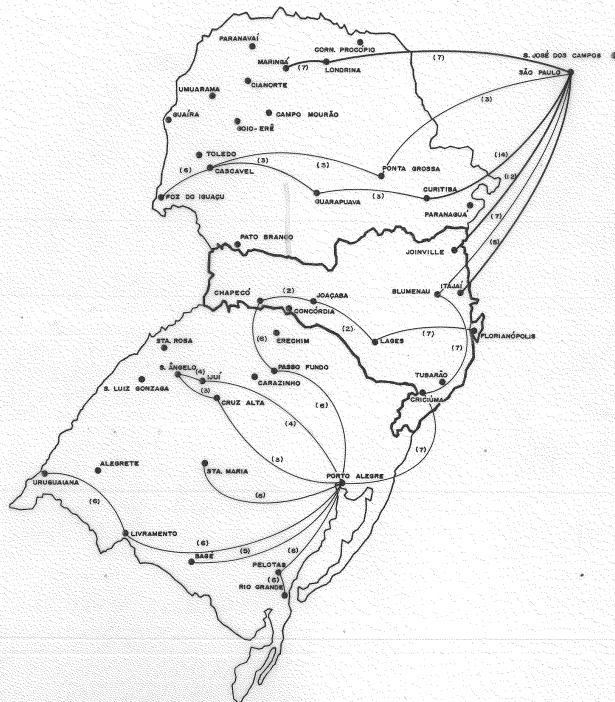 PARANAVAÍ
CORN. PROCÓPIO
S. JOSÉ DOS CAMPOS
MARINGÁ
(7)
LONDRINA
(7)
SÃO PAULO
CIANORTE
UMUARAMA
(3)
GUAÍRA
CAMPO MOURÃO
GOIO-ERÊ
TOLEDO
(14)
CASCAVEL
(3)
(3)
(6)
PONTA GROSSA
(12)
FOZ DO IGUAÇU
GUARAPUAVA
(3)
CURITIBA
PARANAGUÁ
(7)
PATO BRANCO
(5)
JOINVILLE
CHAPECÓ
(2)
JOAÇABA
BLUMENAU
ITAJAÍ
CONCÓRDIA
(2)
(7)
FLORIANÓPOLIS
STA. ROSA
(6)
ERECHIM
LAGES
(7)
S. ÂNGELO
(4)
IJUÍ
PASSO FUNDO
CARAZINHO
TUBARÃO
S. LUIZ GONZAGA
(3)
CRUZ ALTA
CRICIÚMA
(6)
(4)
(7)
(3)
ALEGRETE
STA. MARIA
URUGUAIANA
PORTO ALEGRE
(6)
(6)
LIVRAMENTO
(6)
(5)
(8)
BAGÉ
PELOTAS
(6)
RIO GRANDE